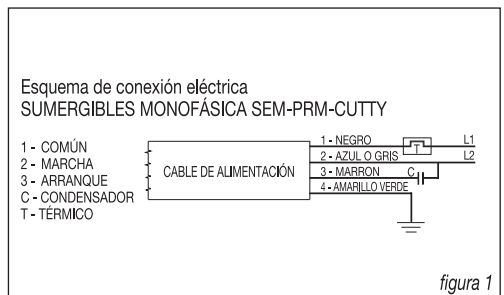 Esquema de conexión eléctrica
SUMERGIBLES MONOFÁSICA SEM-PRM-CUTTY
1 - COMÚN
2 - MARCHA
3 - ARRANQUE
C - CONDENSADOR
T - TÉRMICO
CABLE DE ALIMENTACIÓN
1 - NEGRO
T
L1
2 - AZUL O GRIS
L2
3 - MARRON
C
4 - AMARILLO VERDE
figura 1